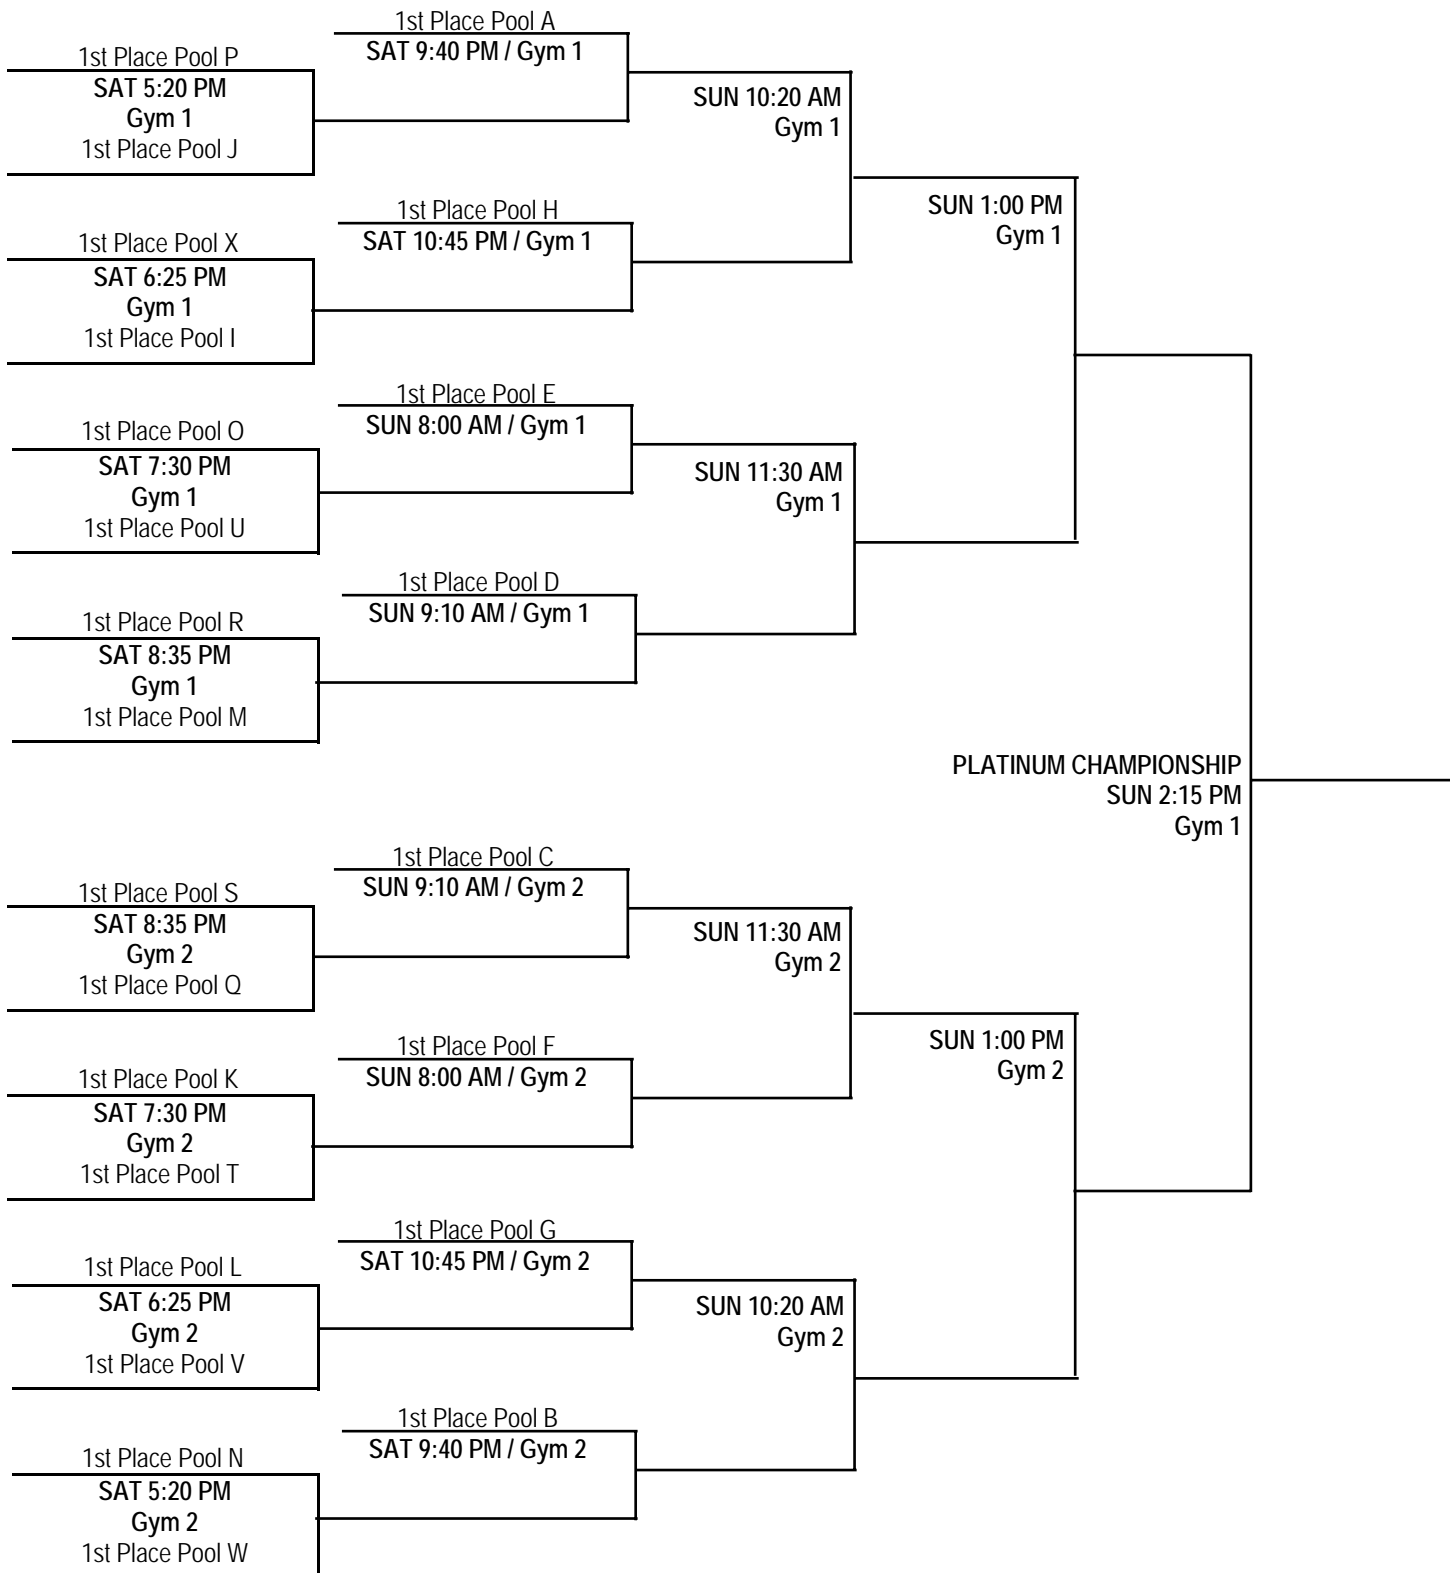 1st Place Pool A
SAT 9:40 PM / Gym 1
1st Place Pool P
SAT 5:20 PM
Gym 1
1st Place Pool J
SUN 10:20 AM
Gym 1
1st Place Pool H
SAT 10:45 PM / Gym 1
1st Place Pool X
SAT 6:25 PM
Gym 1
1st Place Pool I
SUN 1:00 PM
Gym 1
1st Place Pool E
SUN 8:00 AM / Gym 1
1st Place Pool O
SAT 7:30 PM
Gym 1
1st Place Pool U
SUN 11:30 AM
Gym 1
1st Place Pool D
SUN 9:10 AM / Gym 1
1st Place Pool R
SAT 8:35 PM
Gym 1
1st Place Pool M
PLATINUM CHAMPIONSHIP
SUN 2:15 PM
Gym 1
1st Place Pool C
SUN 9:10 AM / Gym 2
1st Place Pool S
SAT 8:35 PM
Gym 2
1st Place Pool Q
SUN 11:30 AM
Gym 2
1st Place Pool F
SUN 8:00 AM / Gym 2
1st Place Pool K
SAT 7:30 PM
Gym 2
1st Place Pool T
SUN 1:00 PM
Gym 2
1st Place Pool G
SAT 10:45 PM / Gym 2
1st Place Pool L
SAT 6:25 PM
Gym 2
1st Place Pool V
SUN 10:20 AM
Gym 2
1st Place Pool B
SAT 9:40 PM / Gym 2
1st Place Pool N
SAT 5:20 PM
Gym 2
1st Place Pool W